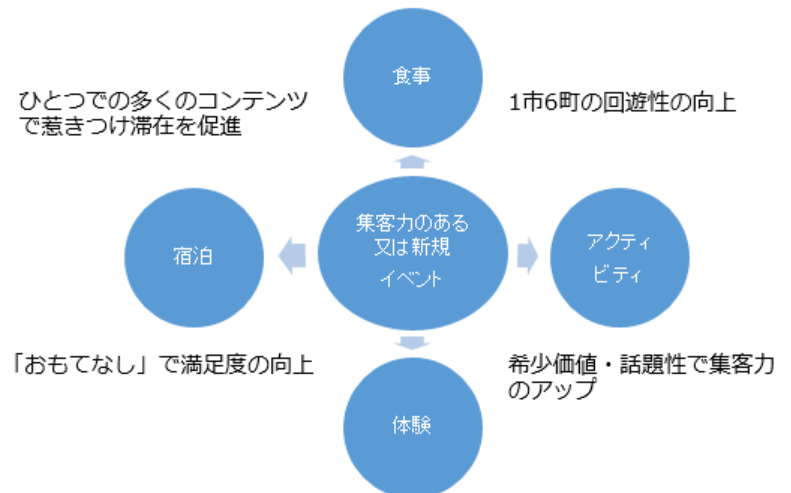 食事
ひとつでの多くのコンテンツ
で惹きつけ滞在を促進
1市6町の回遊性の向上
集客力のある
又は新規
イベント
宿泊
アクティ
ビティ
「おもてなし」で満足度の向上
希少価値・話題性で集客力
のアップ
体験